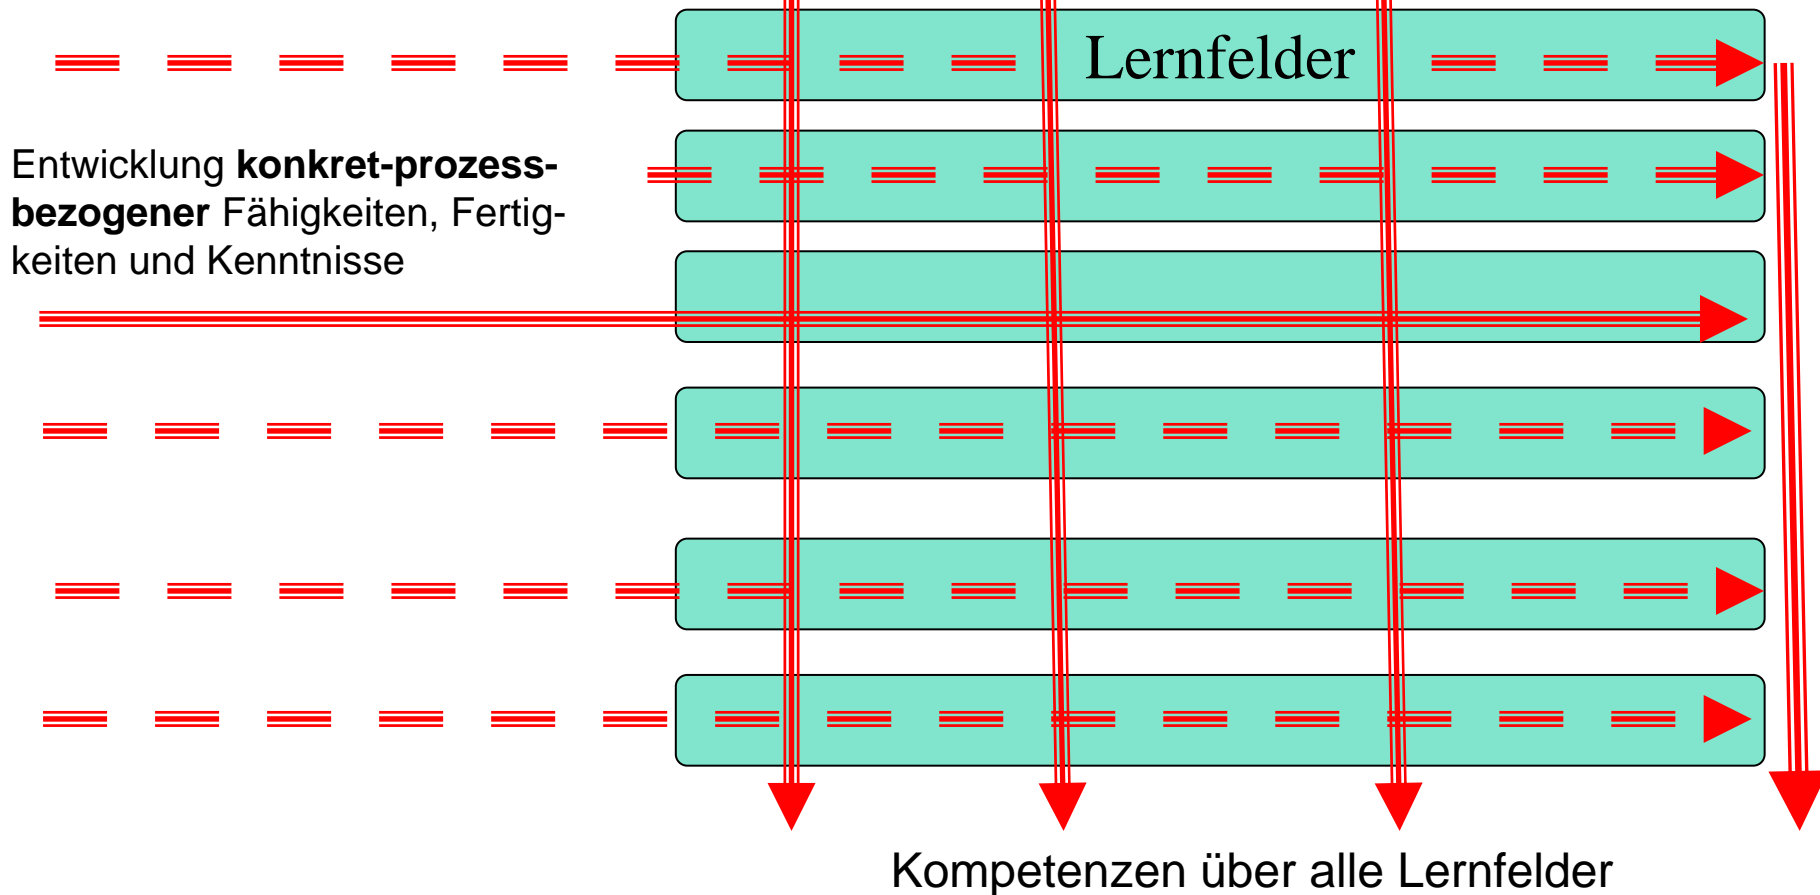 Lernfelder
Entwicklung konkret-prozess-
bezogener Fähigkeiten, Fertig-
keiten und Kenntnisse
Kompetenzen über alle Lernfelder